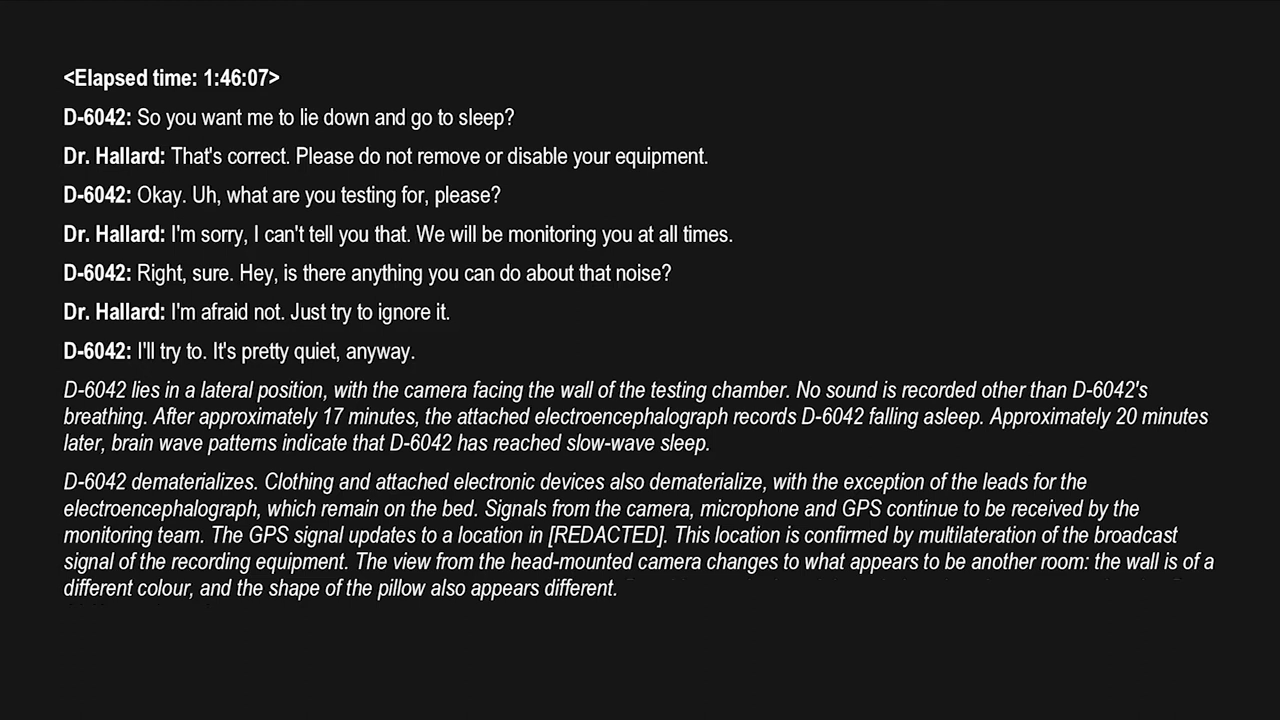 <Elapsed time: 1:46:07>
D-6042: So you want me to lie down and go to sleep?
Dr. Hallard: That's correct. Please do not remove or disable your equipment.
D-6042: Okay. Uh, what are you testing for, please?
Dr. Hallard: I'm sorry, I can't tell you that. We will be monitoring you at all times.
D-6042: Right, sure. Hey, is there anything you can do about that noise?
Dr. Hallard: I'm afraid not. Just try to ignore it.
D-6042: I'll try to. It's pretty quiet, anyway.
D-6042 lies in a lateral position, with the camera facing the wall of the testing chamber. No sound is recorded other than D-6042's
breathing. After approximately 17 minutes, the attached electroencephalograph records D-6042 falling asleep. Approximately 20 minutes
later, brain wave patterns indicate that D-6042 has reached slow-wave sleep.
D-6042 dematerializes. Clothing and attached electronic devices also dematerialize, with the exception of the leads for the
electroencephalograph, which remain on the bed. Signals from the camera, microphone and GPS continue to be received by the
monitoring team. The GPS signal updates to a location in [REDACTED]. This location is confirmed by multilateration of the broadcast
signal of the recording equipment. The view from the head-mounted camera changes to what appears to be another room: the wall is of a
different colour, and the shape of the pillow also appears different.